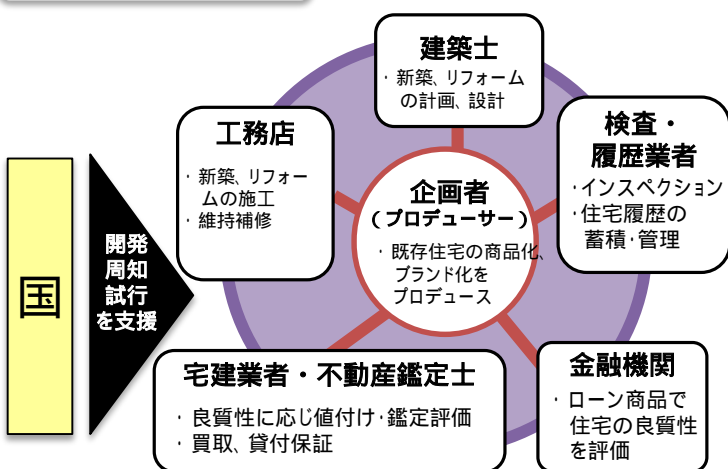 建築士
・新築、リフォーム
の計画、設計
工務店
・新築、リフォー
ムの施工
・維持補修
検査・
履歴業者
・インスペクション
・住宅履歴の
蓄積・管理
企画者
（プロデューサー）
・既存住宅の商品化、
ブランド化を
プロデュース
国
開発
周知
試行
を支援
宅建業者・不動産鑑定士
・良質性に応じ値付け・鑑定評価
・買取、貸付保証
金融機関
・ローン商品で
住宅の良質性
を評価